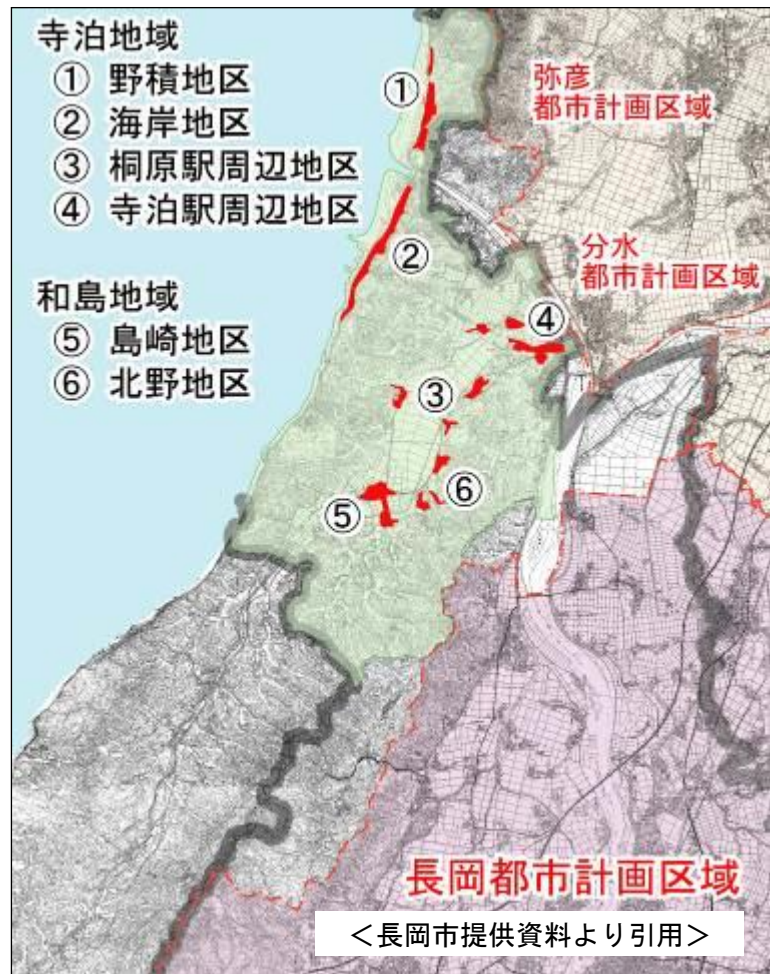 寺泊地域
① 野積地区
② 海岸地区
③ 桐原駅周辺地区
④ 寺泊駅周辺地区
和島地域
⑤ 島崎地区
⑥ 北野地区
①
②
③
④
⑤
⑥
弥彦
都市計画区域
分水
都市計画区域
長岡都市計画区域
＜長岡市提供資料より引用＞